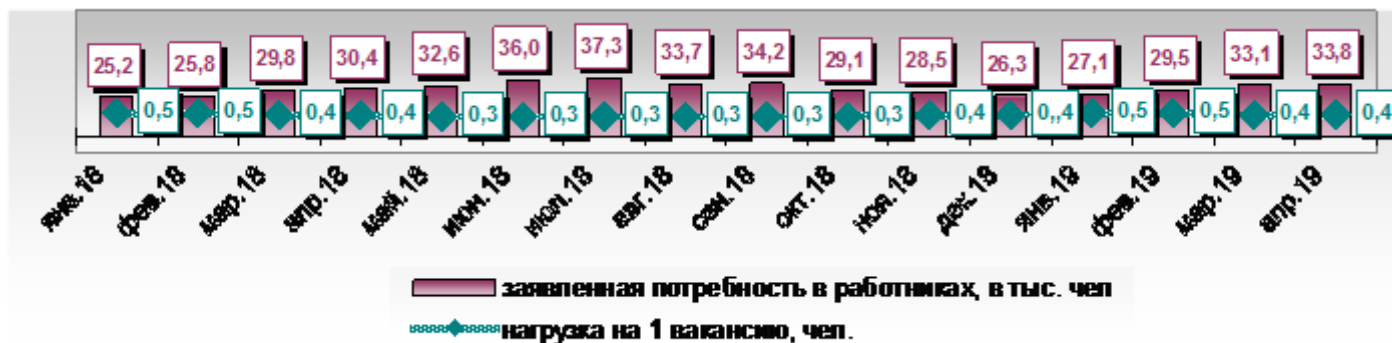 25,2 25,8 29,8 30,4 32,6 36,0 37,3 33,7 34,2 29,1 28,5 26,3 27,1 29,5 33,1 33,8
0,5 0,5 0,4 0,4 0,3 0,3 0,3 0,3 0,3 0,3 0,4 0,,4 0,5 0,5 0,4 0,4
янв.18 фев.18 мар.18 апр.18 май.18 июн.18 июл.18 авг.18 сен.18 окт.18 ноя.18 дек.18 янв.19 фев.19 мар.19 апр.19
заявленная потребность в работниках, в тыс. чел
нагрузка на 1 вакансию, чел.